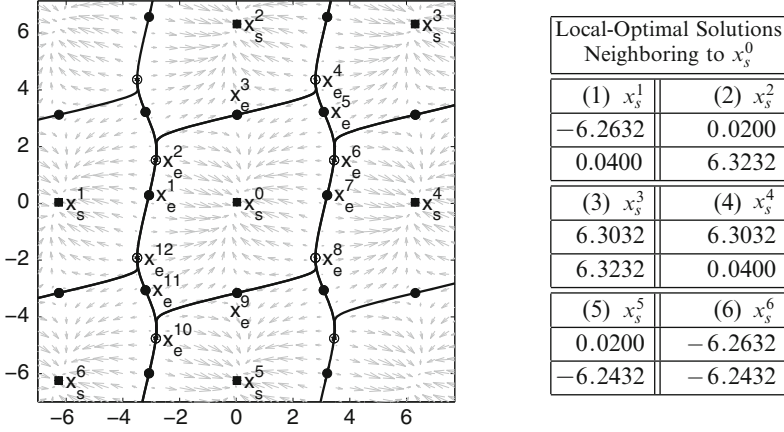 6
4
2
0
−2
−4
−6
−6 −4 −2 0 2 4 6
x_s^2 x_s^3
x_e^4
x_e^3
x_e^5
x_e^2 x_e^6
x_s^1 x_e^1 x_s^0 x_e^7 x_s^4
x_e^12 x_e^8
x_e^11
x_e^9
x_e^10
x_s^6 x_s^5
Local-Optimal Solutions
Neighboring to x_s^0
(1) x_s^1 (2) x_s^2
−6.2632 0.0200
0.0400 6.3232
(3) x_s^3 (4) x_s^4
6.3032 6.3032
6.3232 0.0400
(5) x_s^5 (6) x_s^6
0.0200 −6.2632
−6.2432 −6.2432